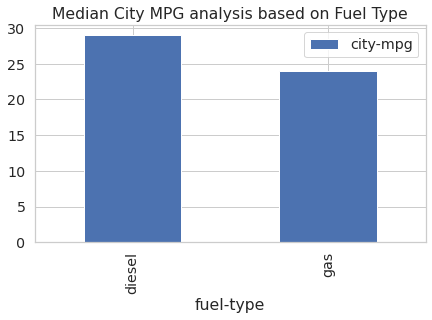 Median City MPG analysis based on Fuel Type
30
25
20
15
10
5
0
city-mpg
diesel
gas
fuel-type